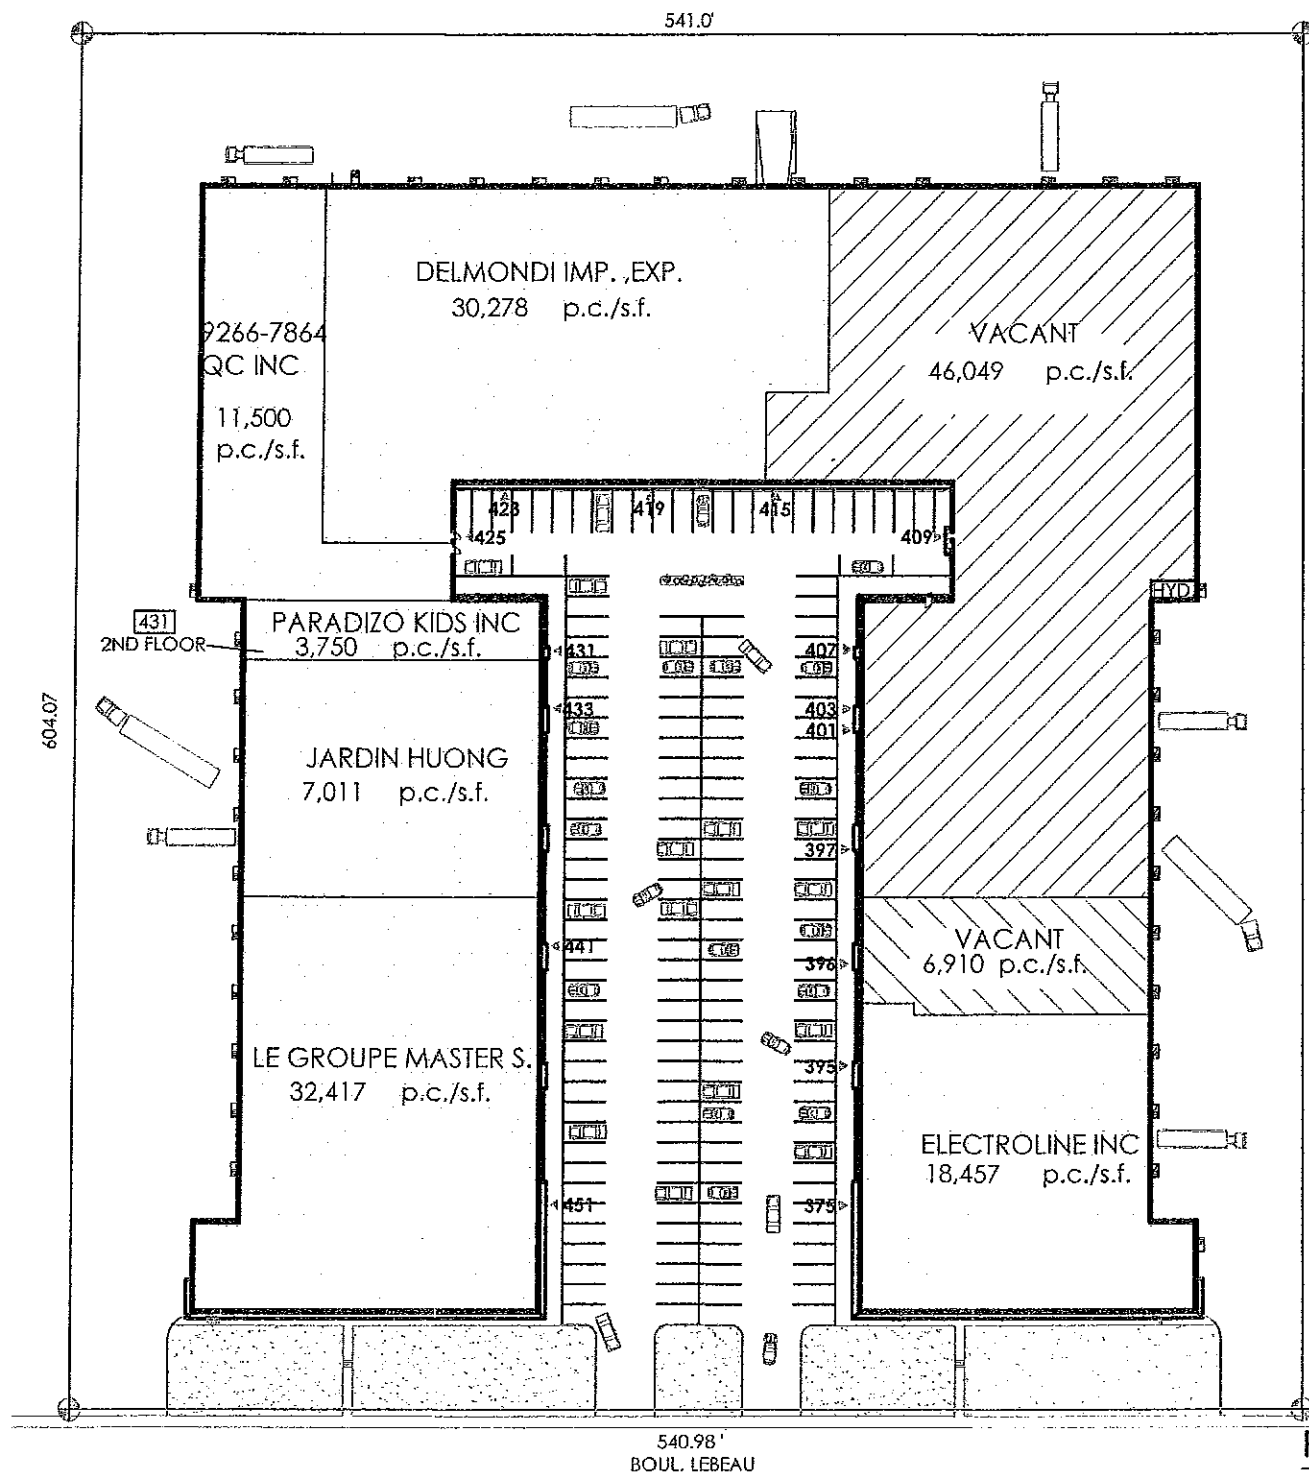 541.0'
DELMONDI IMP. ,EXP.
30,278 p.c./s.f.
9266-7864
QC INC
11,500
p.c./s.f.
VACANT
46,049 p.c./s.f.
423
419
415
425
409
HYD.
431
2ND FLOOR
PARADIZO KIDS INC
3,750 p.c./s.f.
431
407
433
403
401
604.07
JARDIN HUONG
7,011 p.c./s.f.
397
441
396
VACANT
6,910 p.c./s.f.
LE GROUPE MASTER S.
32,417 p.c./s.f.
395
ELECTROLINE INC
18,457 p.c./s.f.
451
375
540.98 '
BOUL. LEBEAU